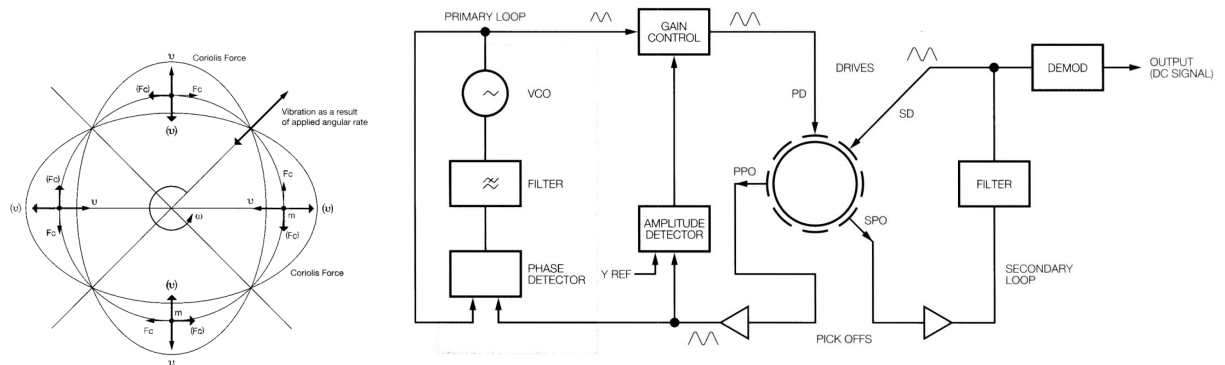 υ
Coriolis Force
(Fc)
Fc
(υ)
Vibration as a result
of applied angular rate
(Fc)
Fc
(υ)
υ
υ
m
(υ)
Fc
ω
(Fc)
Coriolis Force
(υ)
m
Fc
(Fc)
υ
PRIMARY LOOP
GAIN
CONTROL
VCO
DRIVES
PD
SD
DEMOD
OUTPUT
(DC SIGNAL)
FILTER
PPO
FILTER
AMPLITUDE
DETECTOR
SPO
Y REF
PHASE
DETECTOR
SECONDARY
LOOP
PICK OFFS